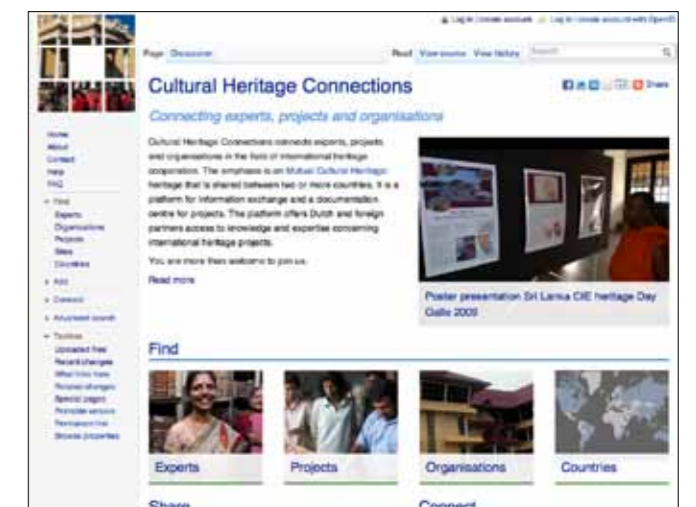 Log in / create account Log in / create account with OpenID
Page Discussion Read View source View history Search
Cultural Heritage Connections
Share
Connecting experts, projects and organisations
Cultural Heritage Connections connects experts, projects
and organisations in the field of international heritage
cooperation. The emphasis is on Mutual Cultural Heritage:
heritage that is shared between two or more countries. It is a
platform for information exchange and a documentation
centre for projects. The platform offers Dutch and foreign
partners access to knowledge and expertise concerning
international heritage projects.
You are more than welcome to join us.
Read more
Poster presentation Sri Lanka CIE heritage Day
Galle 2009
Home
About
Contact
Help
FAQ
Find
Experts
Organisations
Projects
Sites
Countries
Add
Connect
Advanced search
Toolbox
Uploaded files
Recent changes
What links here
Related changes
Special pages
Printable version
Permanent link
Browse properties
Find
Experts
Projects
Organisations
Countries
Share
Connect